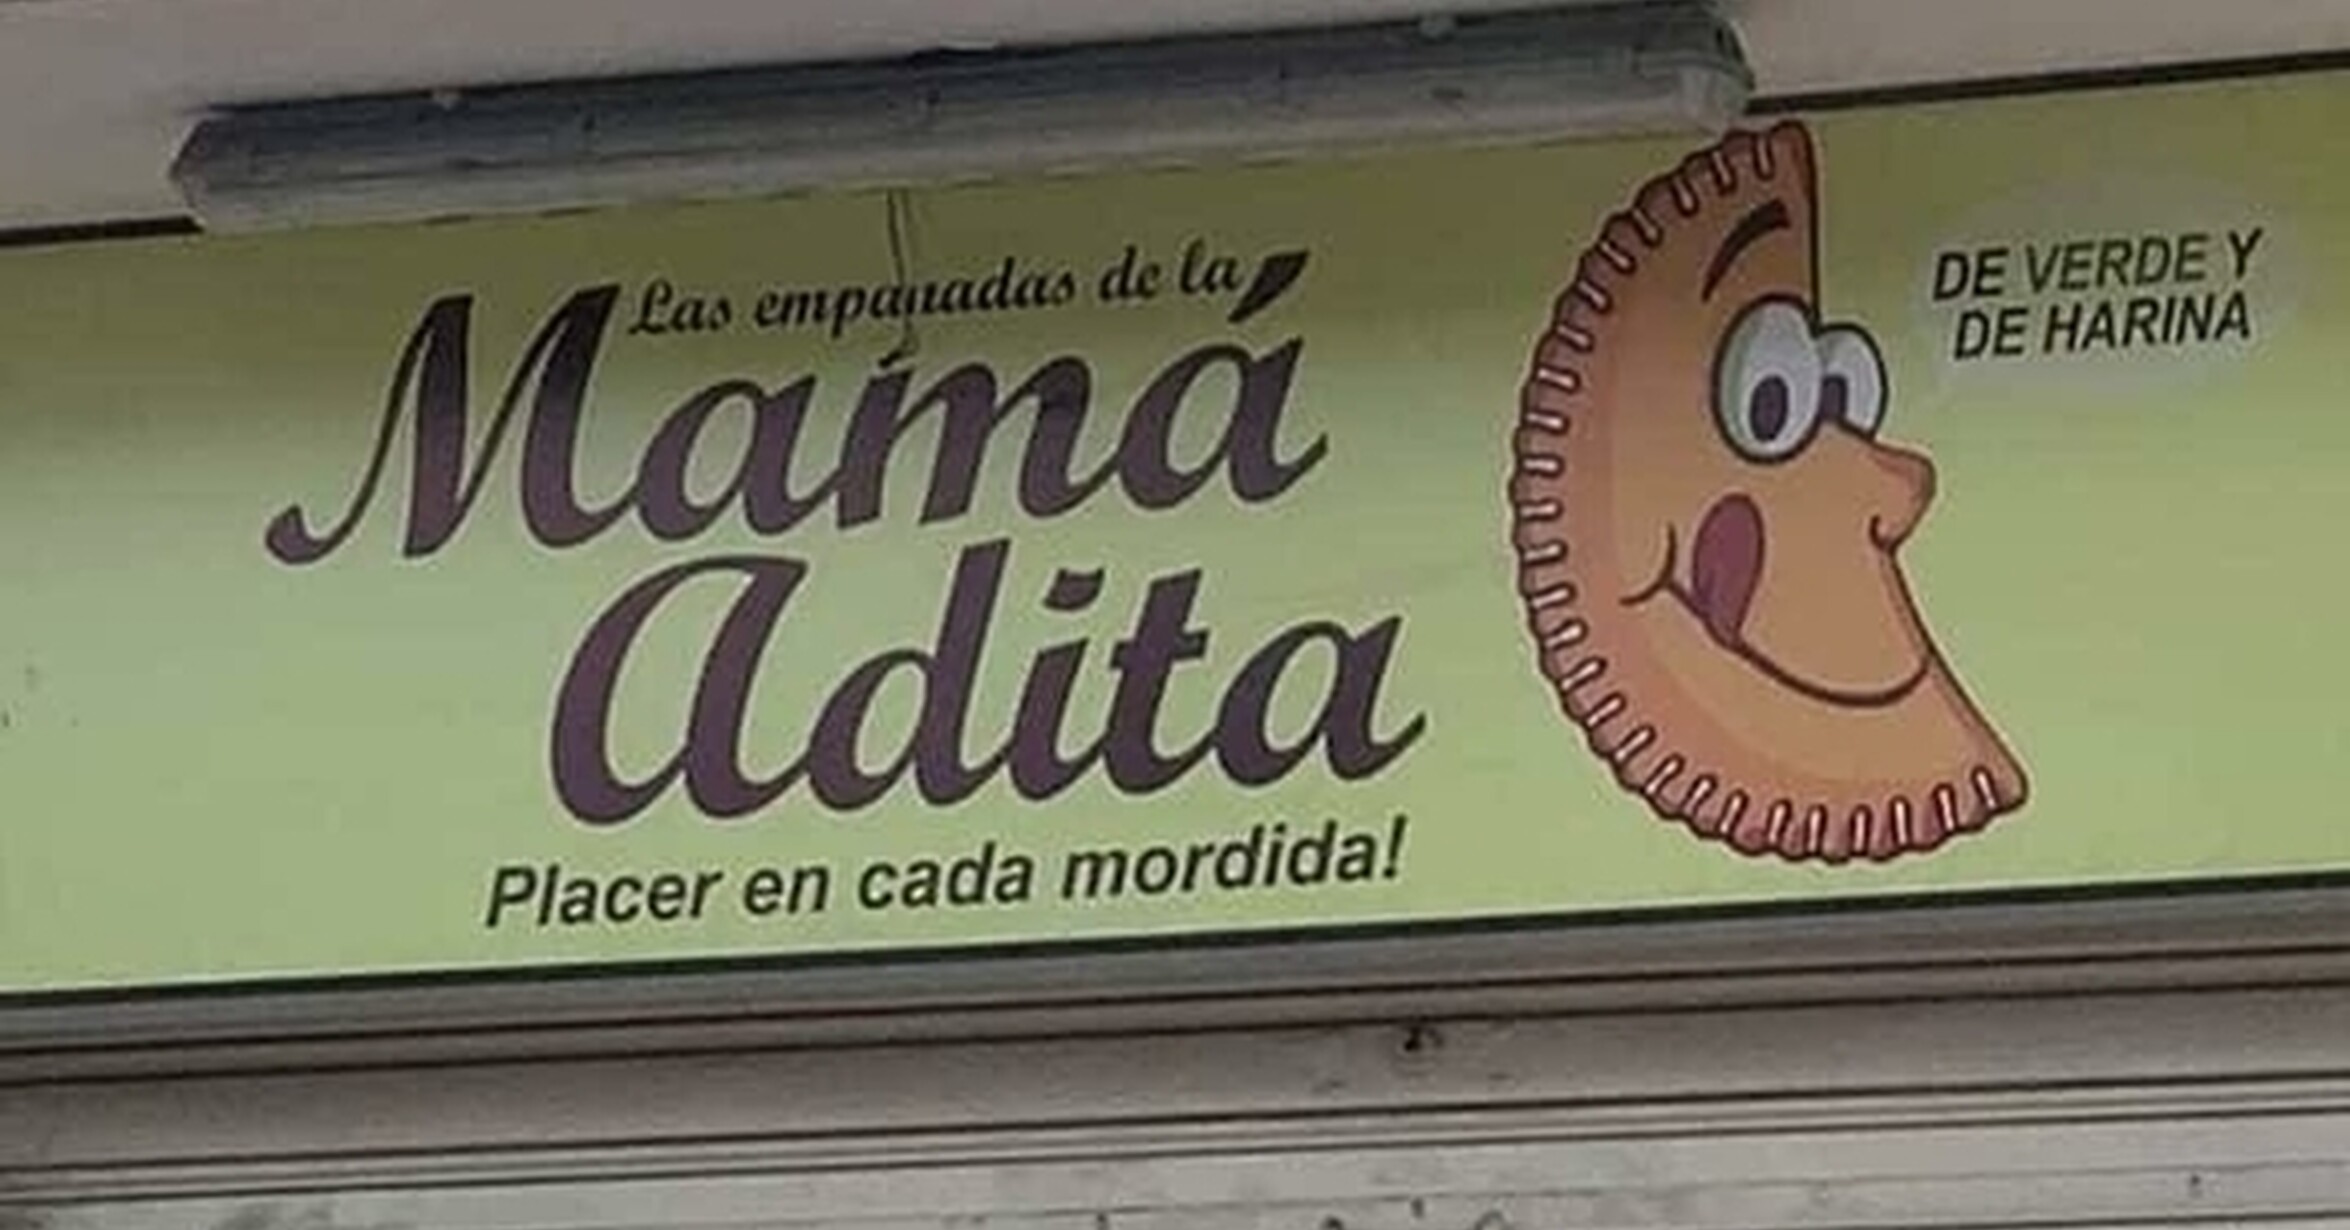 Las empanadas de la
Mamá
Adita
Placer en cada mordida!
DE VERDE Y
DE HARINA